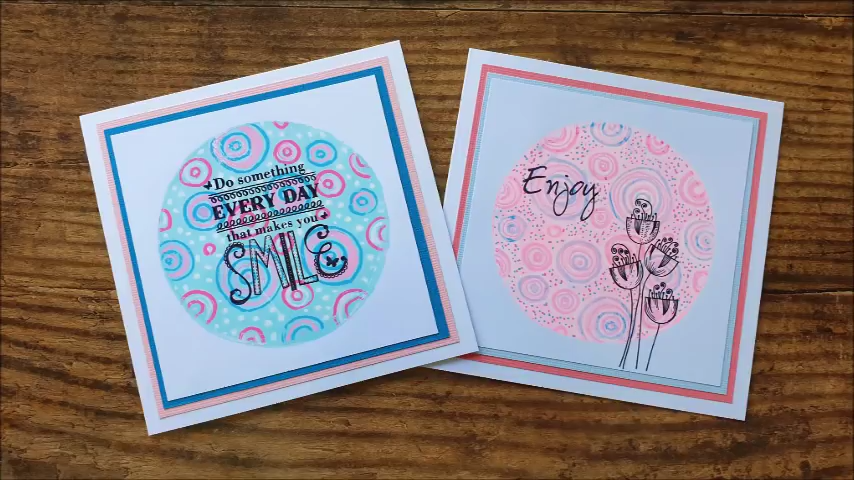 Do something
EVERY DAY
that makes you
SMILE
Enjoy